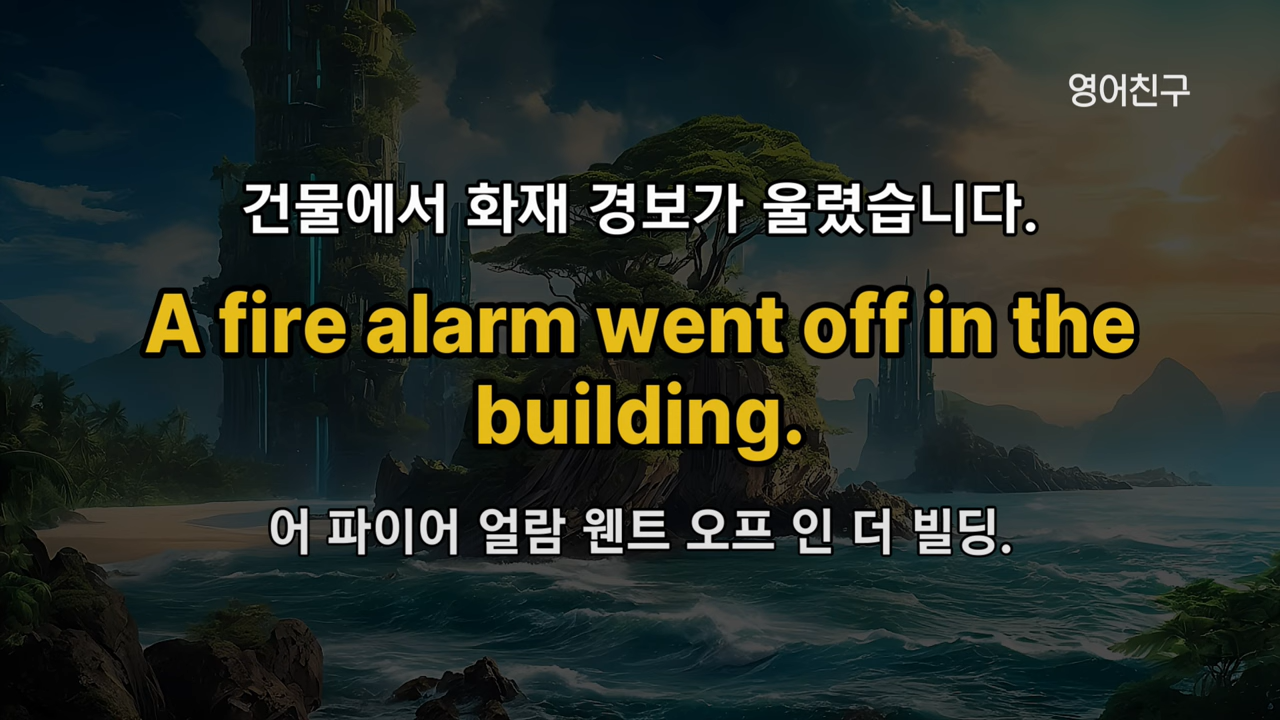 영어친구
건물에서 화재 경보가 울렸습니다.
A fire alarm went off in the
building.
어 파이어 얼람 웬트 오프 인 더 빌딩.